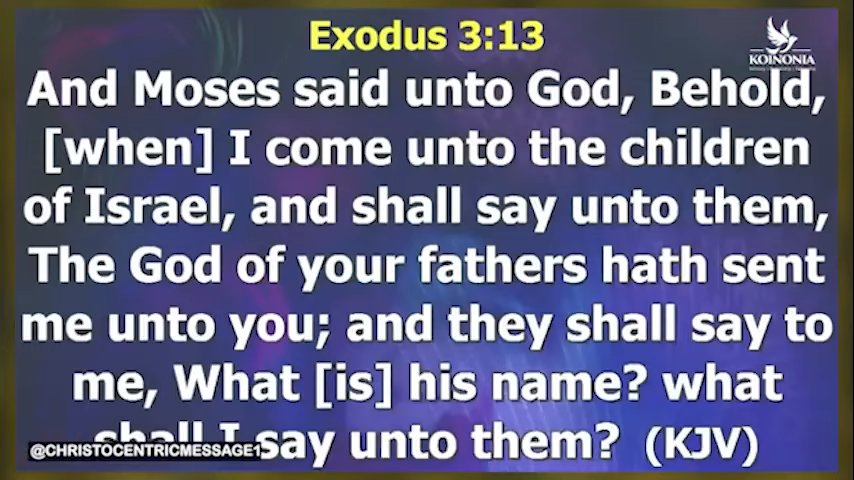 Exodus 3:13
KOINONIA
And Moses said unto God, Behold,
[when] I come unto the children
of Israel, and shall say unto them,
The God of your fathers hath sent
me unto you; and they shall say to
me, What [is] his name? what
shall I say unto them? (KJV)
@CHRISTOCENTRICMESSAGE1